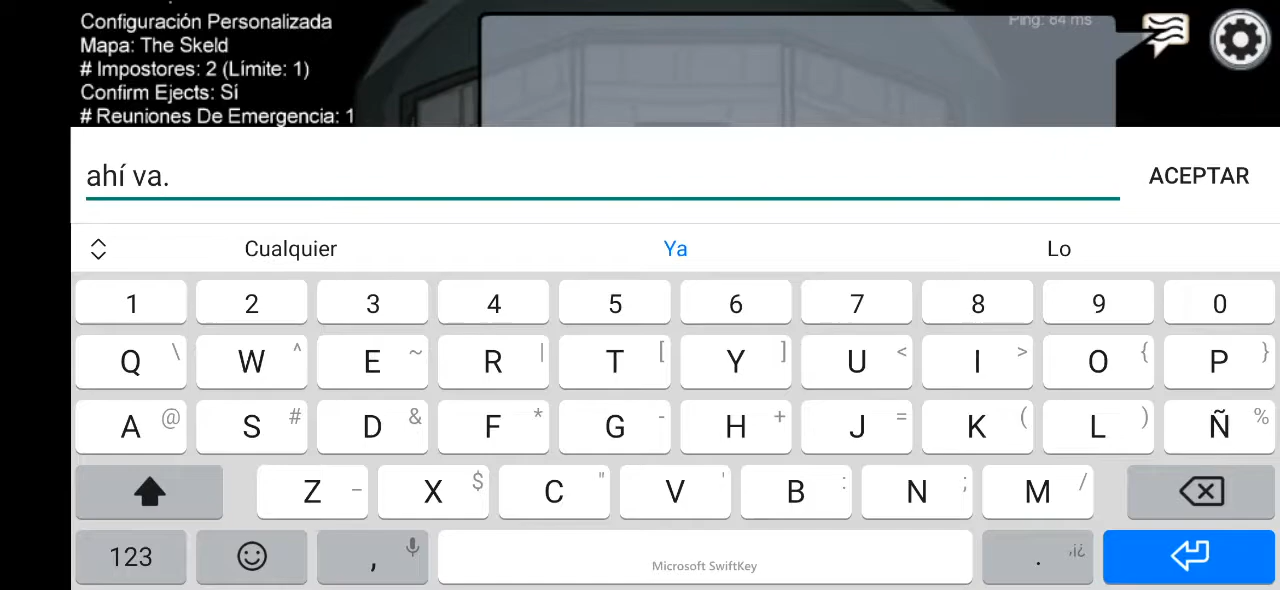 Configuración Personalizada
Mapa: The Skeld
# Impostores: 2 (Límite: 1)
Confirm Ejects: Sí
# Reuniones De Emergencia: 1
Ping: 84 ms
ahí va.
ACEPTAR
Cualquier Ya Lo
1 2 3 4 5 6 7 8 9 0
Q \ W ^ E ~ R | T [ Y ] U < I > O { P }
A @ S # D & F * G - H + J = K ( L ) Ñ %
Z _ X $ C " V ' B : N ; M /
123 , Microsoft SwiftKey . ,¡¿